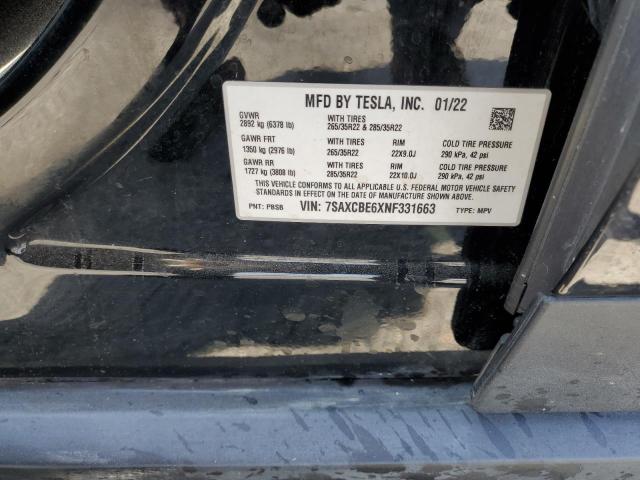 MFD BY TESLA, INC. 01/22
GVWR
2892 kg (6378 lb)
WITH TIRES
265/35R22 & 285/35R22
GAWR FRT
1350 kg (2976 lb)
WITH TIRES
265/35R22
RIM
22X9.0J
COLD TIRE PRESSURE
290 kPa, 42 psi
GAWR RR
1727 kg (3808 lb)
WITH TIRES
285/35R22
RIM
22X10.0J
COLD TIRE PRESSURE
290 kPa, 42 psi
THIS VEHICLE CONFORMS TO ALL APPLICABLE U.S. FEDERAL MOTOR VEHICLE SAFETY
STANDARDS IN EFFECT ON THE DATE OF MANUFACTURE SHOWN ABOVE.
PNT: PBSB VIN: 7SAXCBE6XNF331663 TYPE: MPV